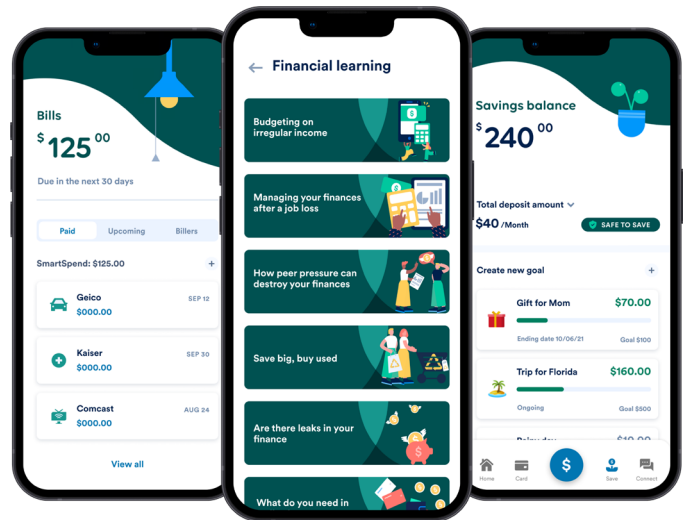 Bills
$125.00
Due in the next 30 days
Paid
Upcoming
Billers
SmartSpend: $125.00
+
Geico
SEP 12
$000.00
Kaiser
SEP 30
$000.00
Comcast
AUG 24
$000.00
View all
← Financial learning
Budgeting on
irregular income
Managing your finances
after a job loss
How peer pressure can
destroy your finances
Save big, buy used
Are there leaks in your
finance
What do you need in
Savings balance
$240.00
Total deposit amount
$40 /Month
SAFE TO SAVE
Create new goal
+
Gift for Mom
$70.00
Ending date 10/06/21
Goal $100
Trip for Florida
$160.00
Ongoing
Goal $500
$
Home
Card
Save
Connect